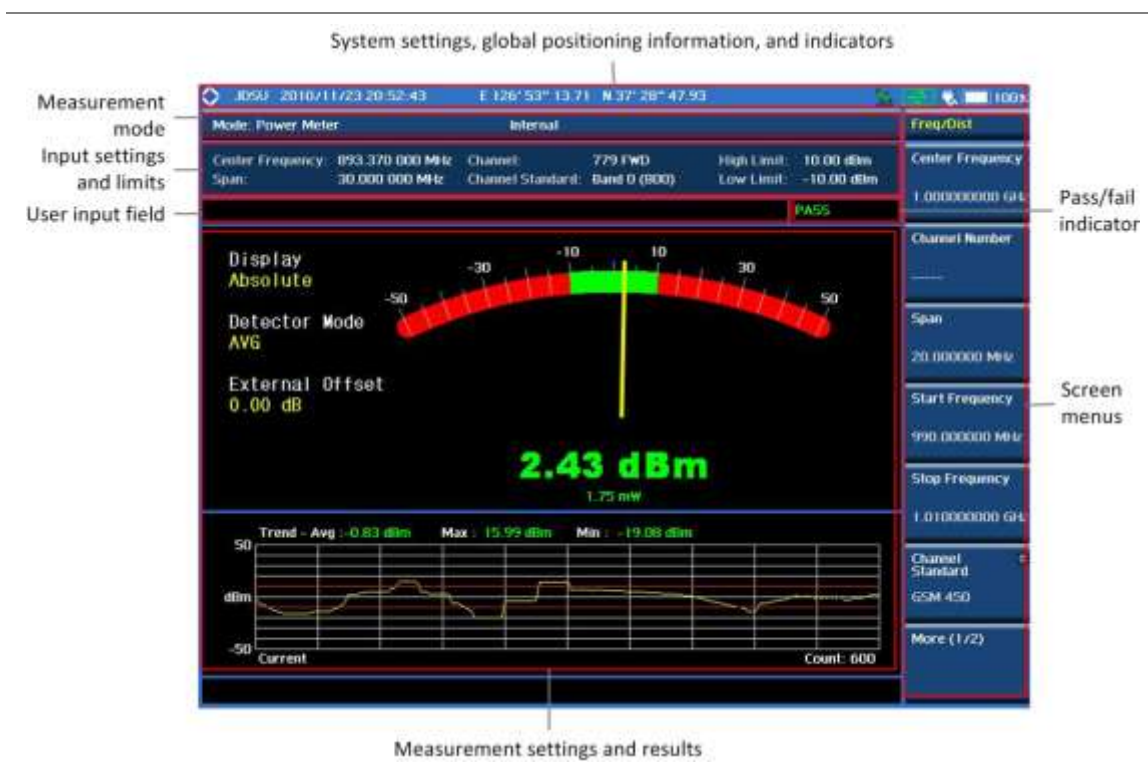 System settings, global positioning information, and indicators
JDSU 2010/11/23 20:52:43 E 126° 53" 13.71 N 37° 28" 47.93 100%
Measurement mode
Mode: Power Meter Internal
Freq/Dist
Input settings and limits
Center Frequency: 893.370 000 MHz Channel: 779 FWD High Limit: 10.00 dBm
Span: 30.000 000 MHz Channel Standard: Band 0 (800) Low Limit: -10.00 dBm
Center Frequency
1.000000000 GHz
User input field
PASS
Pass/fail indicator
Channel Number
-----
Display
Absolute
Detector Mode
AVG
External Offset
0.00 dB
-50
-30
-10
10
30
50
2.43 dBm
1.75 mW
Span
20.000000 MHz
Start Frequency
990.000000 MHz
Screen menus
Stop Frequency
1.010000000 GHz
Trend - Avg : -0.83 dBm Max : 15.99 dBm Min : -19.08 dBm
50
dBm
-50
Current Count: 600
Channel Standard
GSM 450
More (1/2)
Measurement settings and results